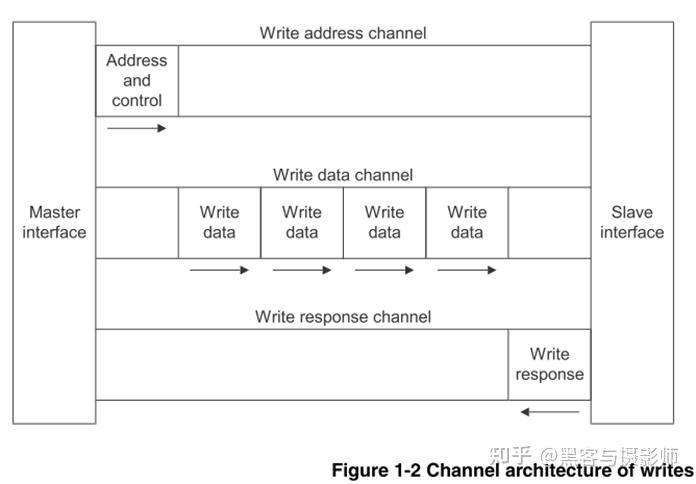 Write address channel
Address
and
control
Write data channel
Master
interface
Write
data
Write
data
Write
data
Write
data
Slave
interface
Write response channel
Write
response
知乎 @黑客与摄影师
Figure 1-2 Channel architecture of writes